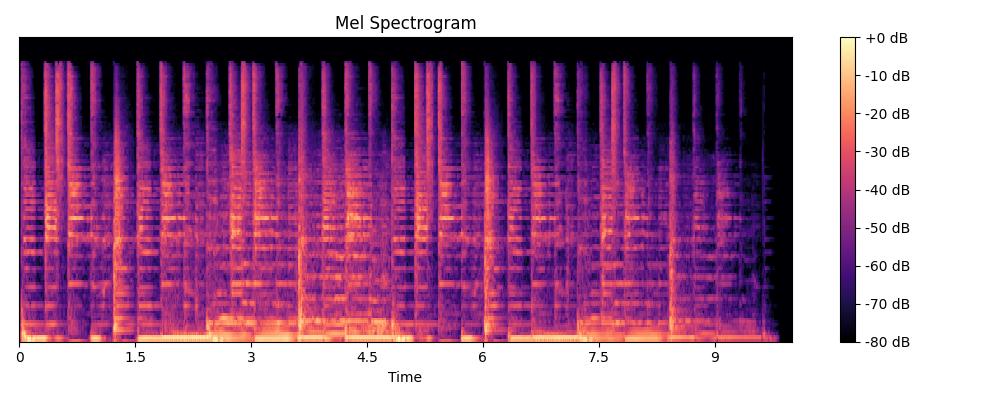 Mel Spectrogram
+0 dB
-10 dB
-20 dB
-30 dB
-40 dB
-50 dB
-60 dB
-70 dB
-80 dB
0 1.5 3 4.5 6 7.5 9
Time